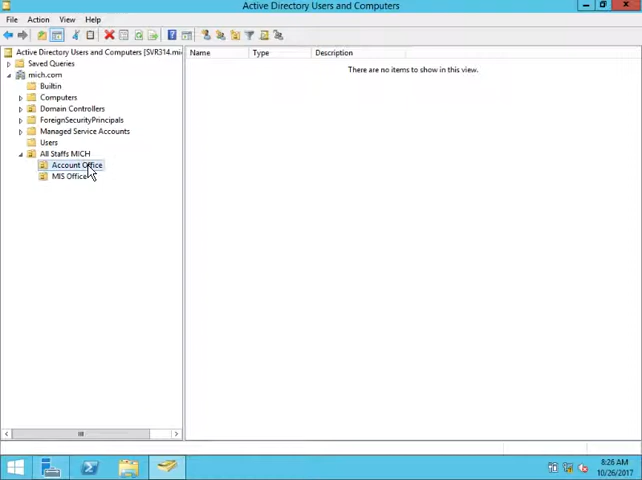 Active Directory Users and Computers
File Action View Help
Active Directory Users and Computers [SVR314.mi
Saved Queries
mich.com
Builtin
Computers
Domain Controllers
ForeignSecurityPrincipals
Managed Service Accounts
Users
All Staffs MICH
Account Office
MIS Office
Name Type Description
There are no items to show in this view.
8:26 AM
10/26/2017